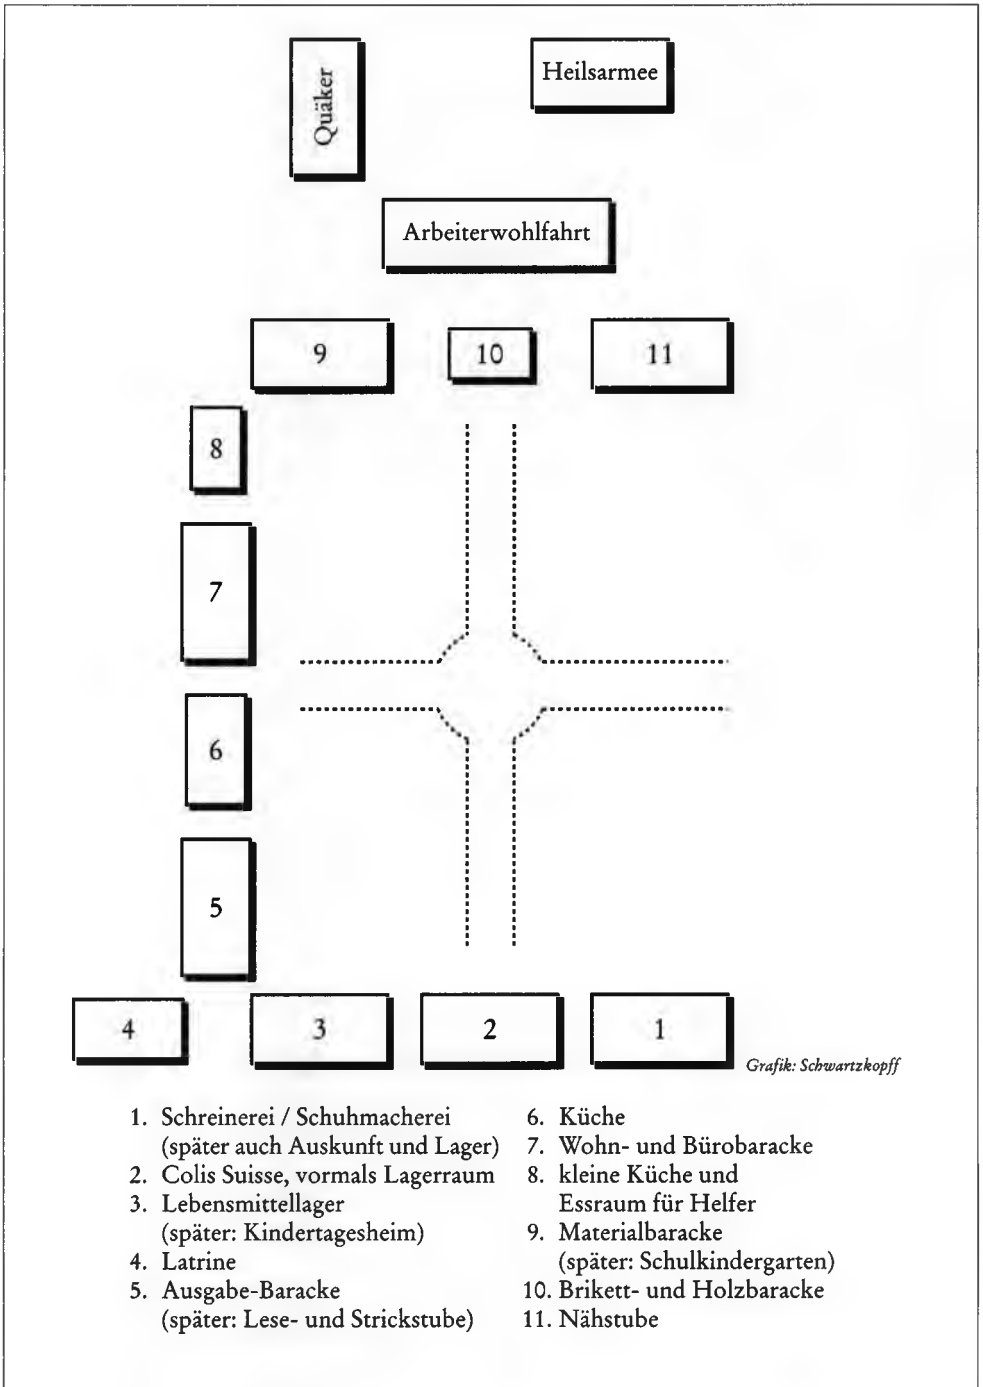 Quäker
Heilsarmee
Arbeiterwohlfahrt
9
10
11
8
7
6
5
4
3
2
1
Grafik: Schwartzkopff
1. Schreinerei / Schuhmacherei
(später auch Auskunft und Lager)
2. Colis Suisse, vormals Lagerraum
3. Lebensmittellager
(später: Kindertagesheim)
4. Latrine
5. Ausgabe-Baracke
(später: Lese- und Strickstube)
6. Küche
7. Wohn- und Bürobaracke
8. kleine Küche und
Essraum für Helfer
9. Materialbaracke
(später: Schulkindergarten)
10. Brikett- und Holzbaracke
11. Nähstube